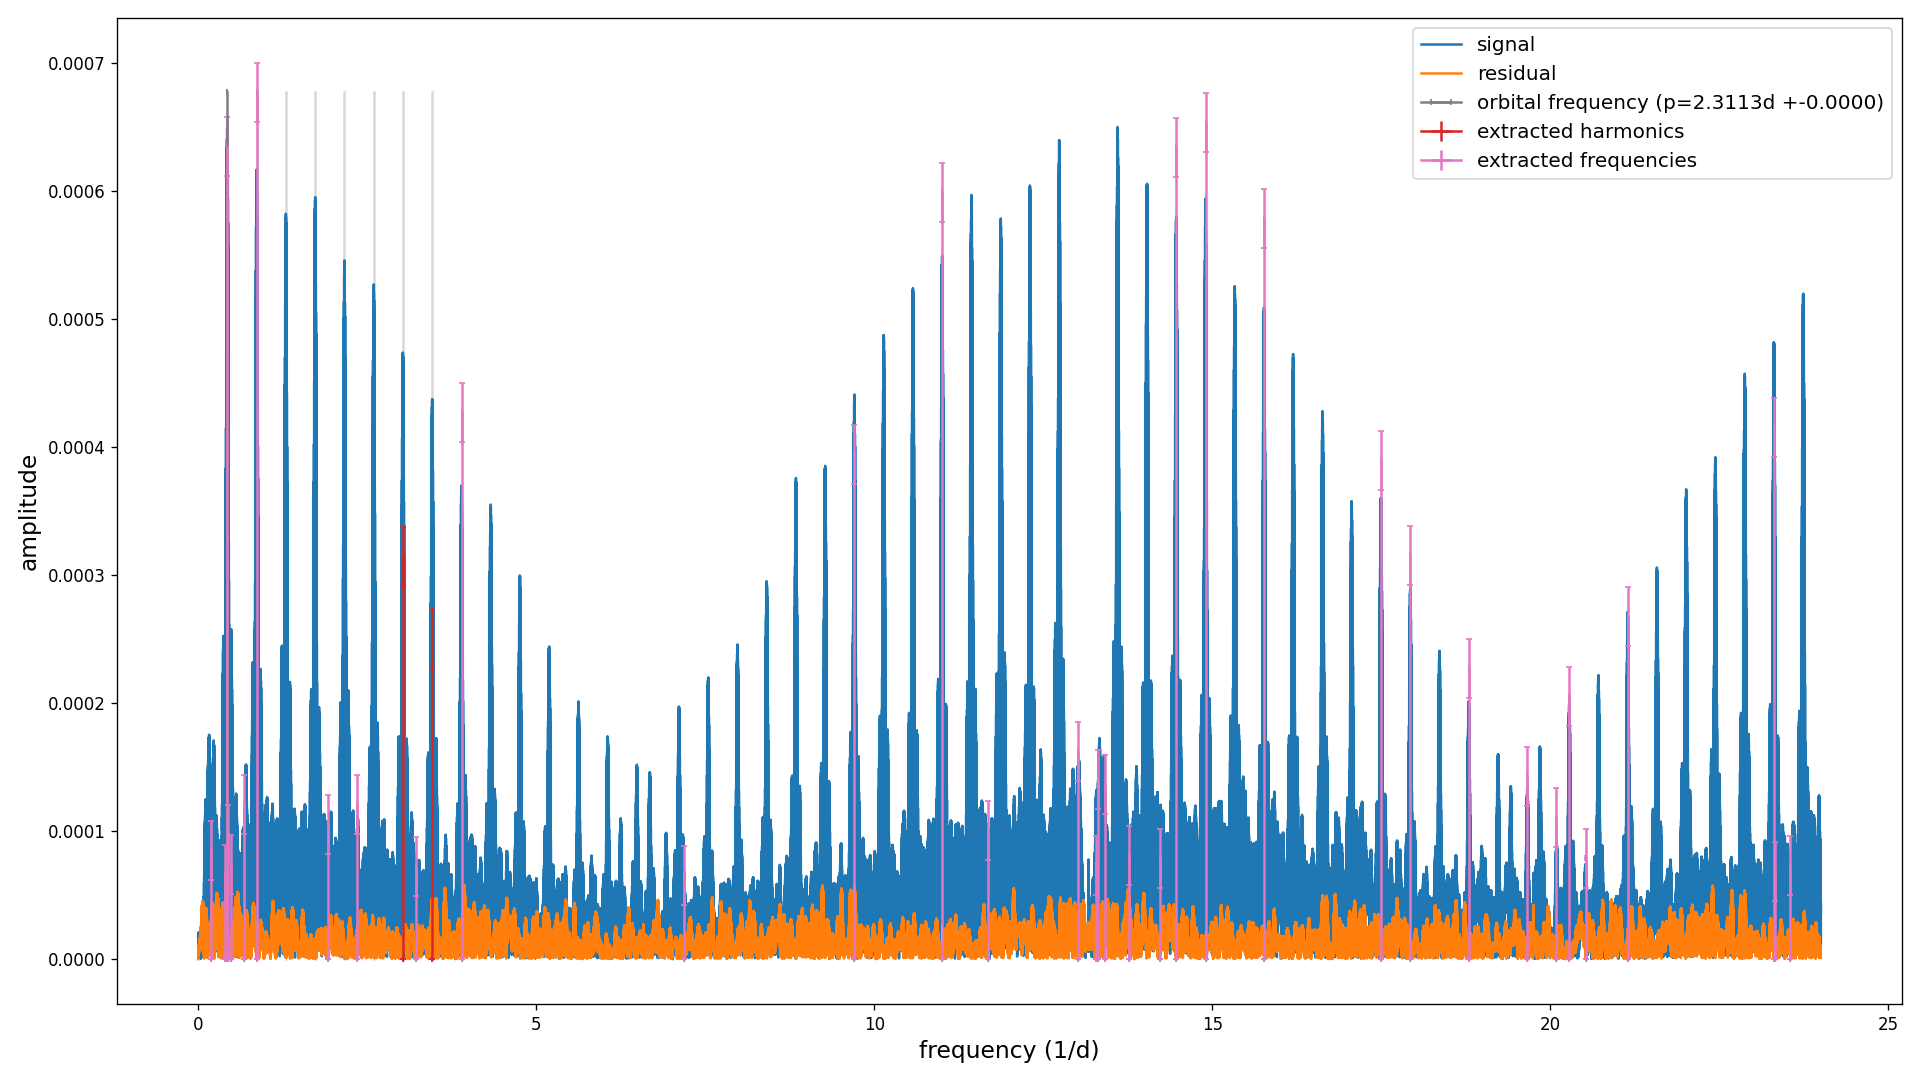 signal
residual
orbital frequency (p=2.3113d +-0.0000)
extracted harmonics
extracted frequencies
amplitude
0.0007
0.0006
0.0005
0.0004
0.0003
0.0002
0.0001
0.0000
0 5 10 15 20 25
frequency (1/d)